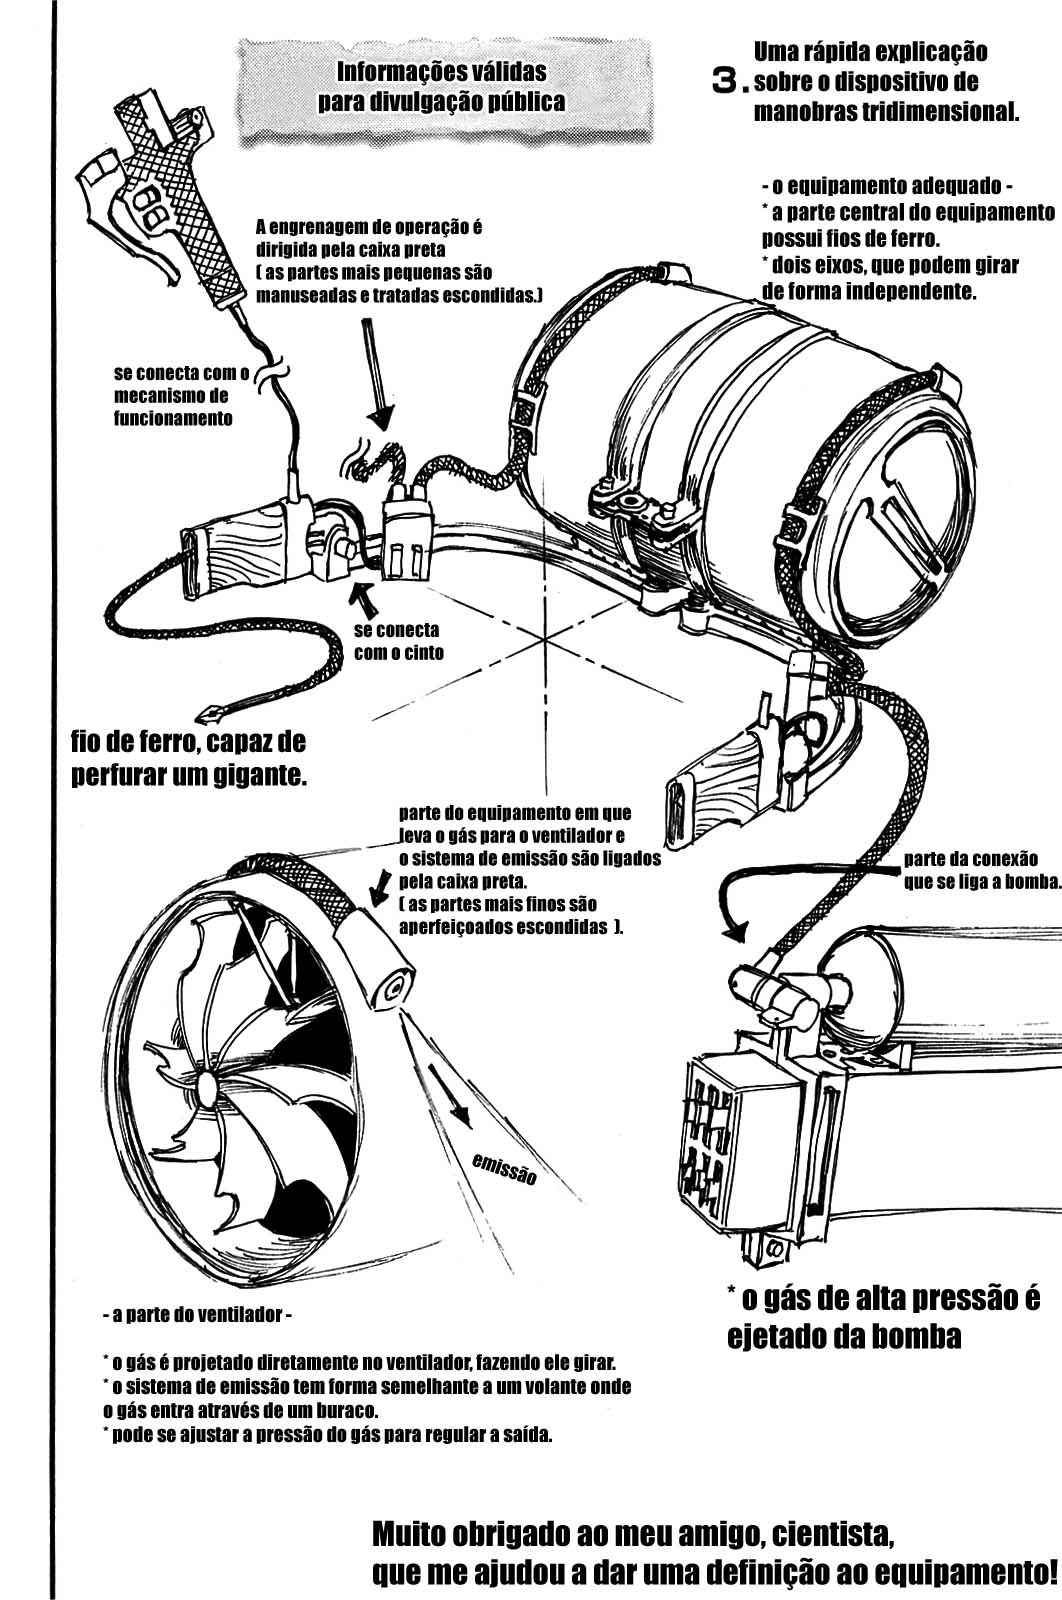 Informações válidas
para divulgação pública
3. Uma rápida explicação
sobre o dispositivo de
manobras tridimensional.
- o equipamento adequado -
* a parte central do equipamento
possui fios de ferro.
* dois eixos, que podem girar
de forma independente.
A engrenagem de operação é
dirigida pela caixa preta
( as partes mais pequenas são
manuseadas e tratadas escondidas.)
se conecta com o
mecanismo de
funcionamento
se conecta
com o cinto
fio de ferro, capaz de
perfurar um gigante.
parte do equipamento em que
leva o gás para o ventilador e
o sistema de emissão são ligados
pela caixa preta.
( as partes mais finos são
aperfeiçoados escondidas ).
parte da conexão
que se liga a bomba.
emissão
* o gás de alta pressão é
ejetado da bomba
- a parte do ventilador -
* o gás é projetado diretamente no ventilador, fazendo ele girar.
* o sistema de emissão tem forma semelhante a um volante onde
o gás entra através de um buraco.
* pode se ajustar a pressão do gás para regular a saída.
Muito obrigado ao meu amigo, cientista,
que me ajudou a dar uma definição ao equipamento!